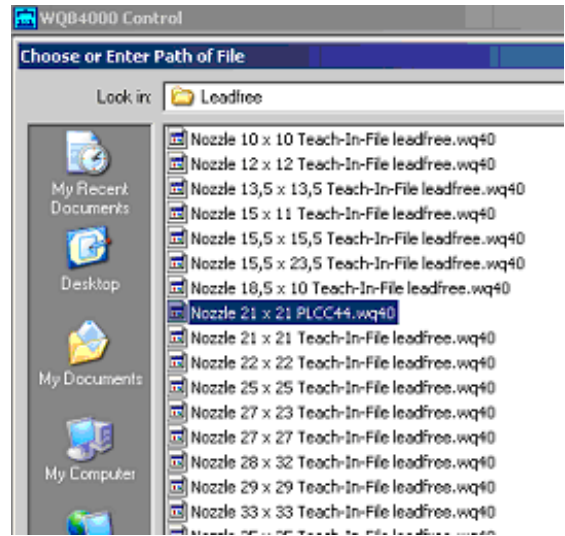 WQB4000 Control
Choose or Enter Path of File
Look in:
Leadfree
My Recent
Documents
Desktop
My Documents
My Computer
Nozzle 10 x 10 Teach-In-File leadfree.wq40
Nozzle 12 x 12 Teach-In-File leadfree.wq40
Nozzle 13,5 x 13,5 Teach-In-File leadfree.wq40
Nozzle 15 x 11 Teach-In-File leadfree.wq40
Nozzle 15,5 x 15,5 Teach-In-File leadfree.wq40
Nozzle 15,5 x 23,5 Teach-In-File leadfree.wq40
Nozzle 18,5 x 10 Teach-In-File leadfree.wq40
Nozzle 21 x 21 PLCC44.wq40
Nozzle 21 x 21 Teach-In-File leadfree.wq40
Nozzle 22 x 22 Teach-In-File leadfree.wq40
Nozzle 25 x 25 Teach-In-File leadfree.wq40
Nozzle 27 x 23 Teach-In-File leadfree.wq40
Nozzle 27 x 27 Teach-In-File leadfree.wq40
Nozzle 28 x 32 Teach-In-File leadfree.wq40
Nozzle 29 x 29 Teach-In-File leadfree.wq40
Nozzle 33 x 33 Teach-In-File leadfree.wq40